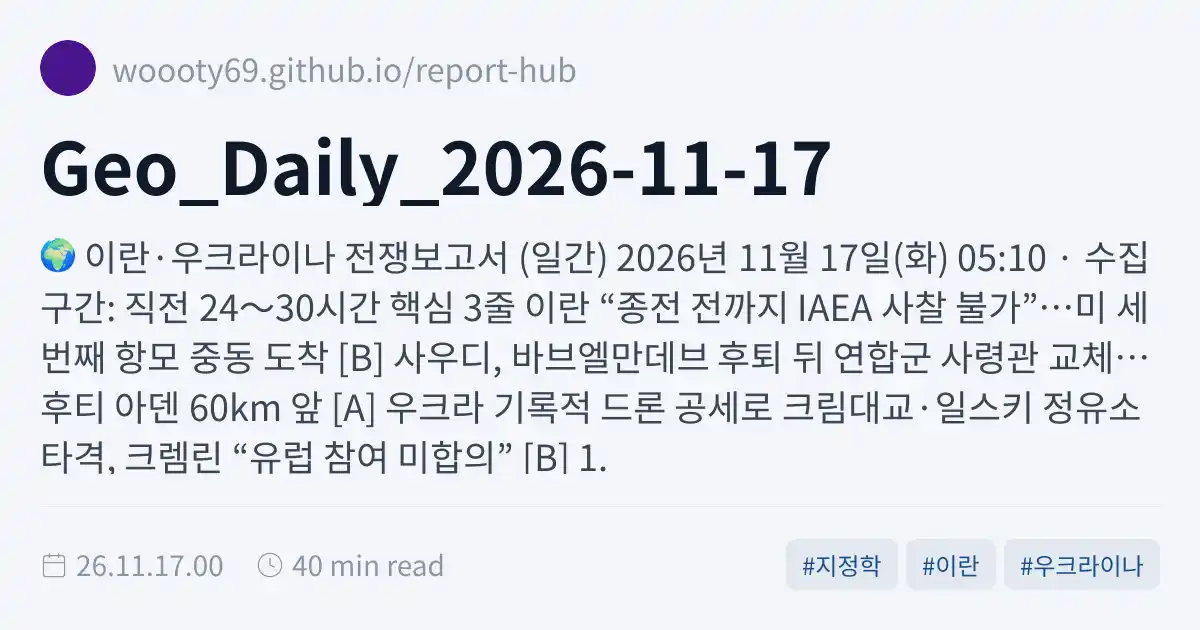 woooty69.github.io/report-hub
Geo_Daily_2026-11-17
🌍 이란·우크라이나 전쟁보고서 (일간) 2026년 11월 17일(화) 05:10 · 수집
구간: 직전 24～30시간 핵심 3줄 이란 “종전 전까지 IAEA 사찰 불가”…미 세
번째 항모 중동 도착 [B] 사우디, 바브엘만데브 후퇴 뒤 연합군 사령관 교체…
후티 아덴 60km 앞 [A] 우크라 기록적 드론 공세로 크림대교·일스키 정유소
타격, 크렘린 “유럽 참여 미합의” [B] 1.
26.11.17.00
40 min read
#지정학
#이란
#우크라이나